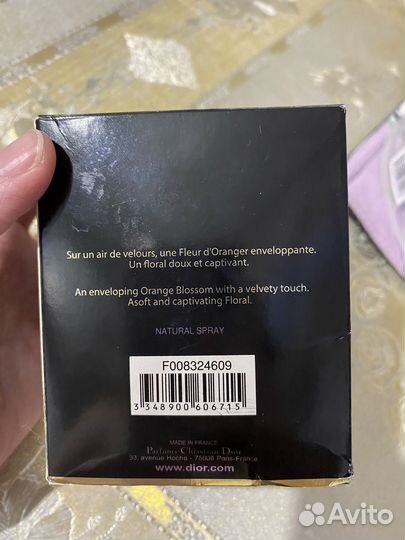 Sur un air de velours, une Fleur d'Oranger enveloppante.
Un floral doux et captivant.
An enveloping Orange Blossom with a velvety touch.
Asoft and captivating Floral.
NATURAL SPRAY
F008324609
3 348900 606715
MADE IN FRANCE
Parfums Christian Dior
33, avenue Hoche - 75008 Paris-France
www.dior.com
Avito